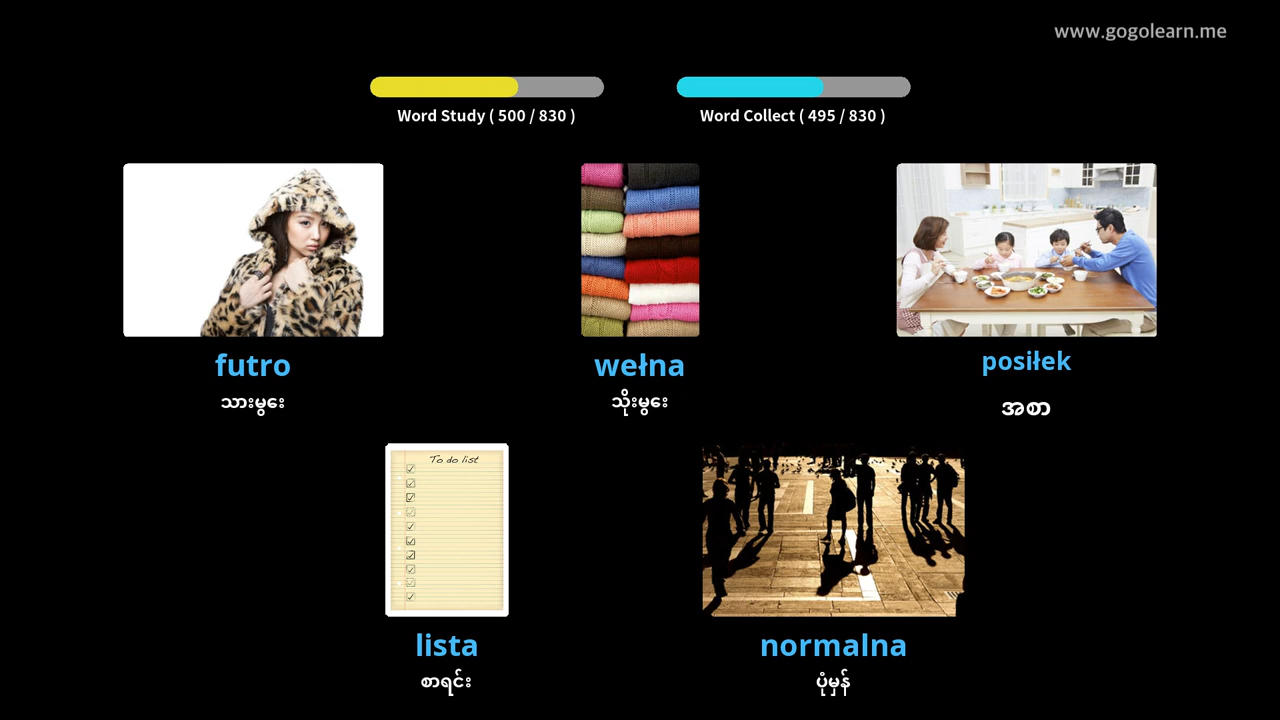 www.gogolearn.me
Word Study ( 500 / 830 )
Word Collect ( 495 / 830 )
futro
သားမွေး
wełna
သိုးမွေး
posiłek
အစာ
To do list
lista
စာရင်း
normalna
ပုံမှန်